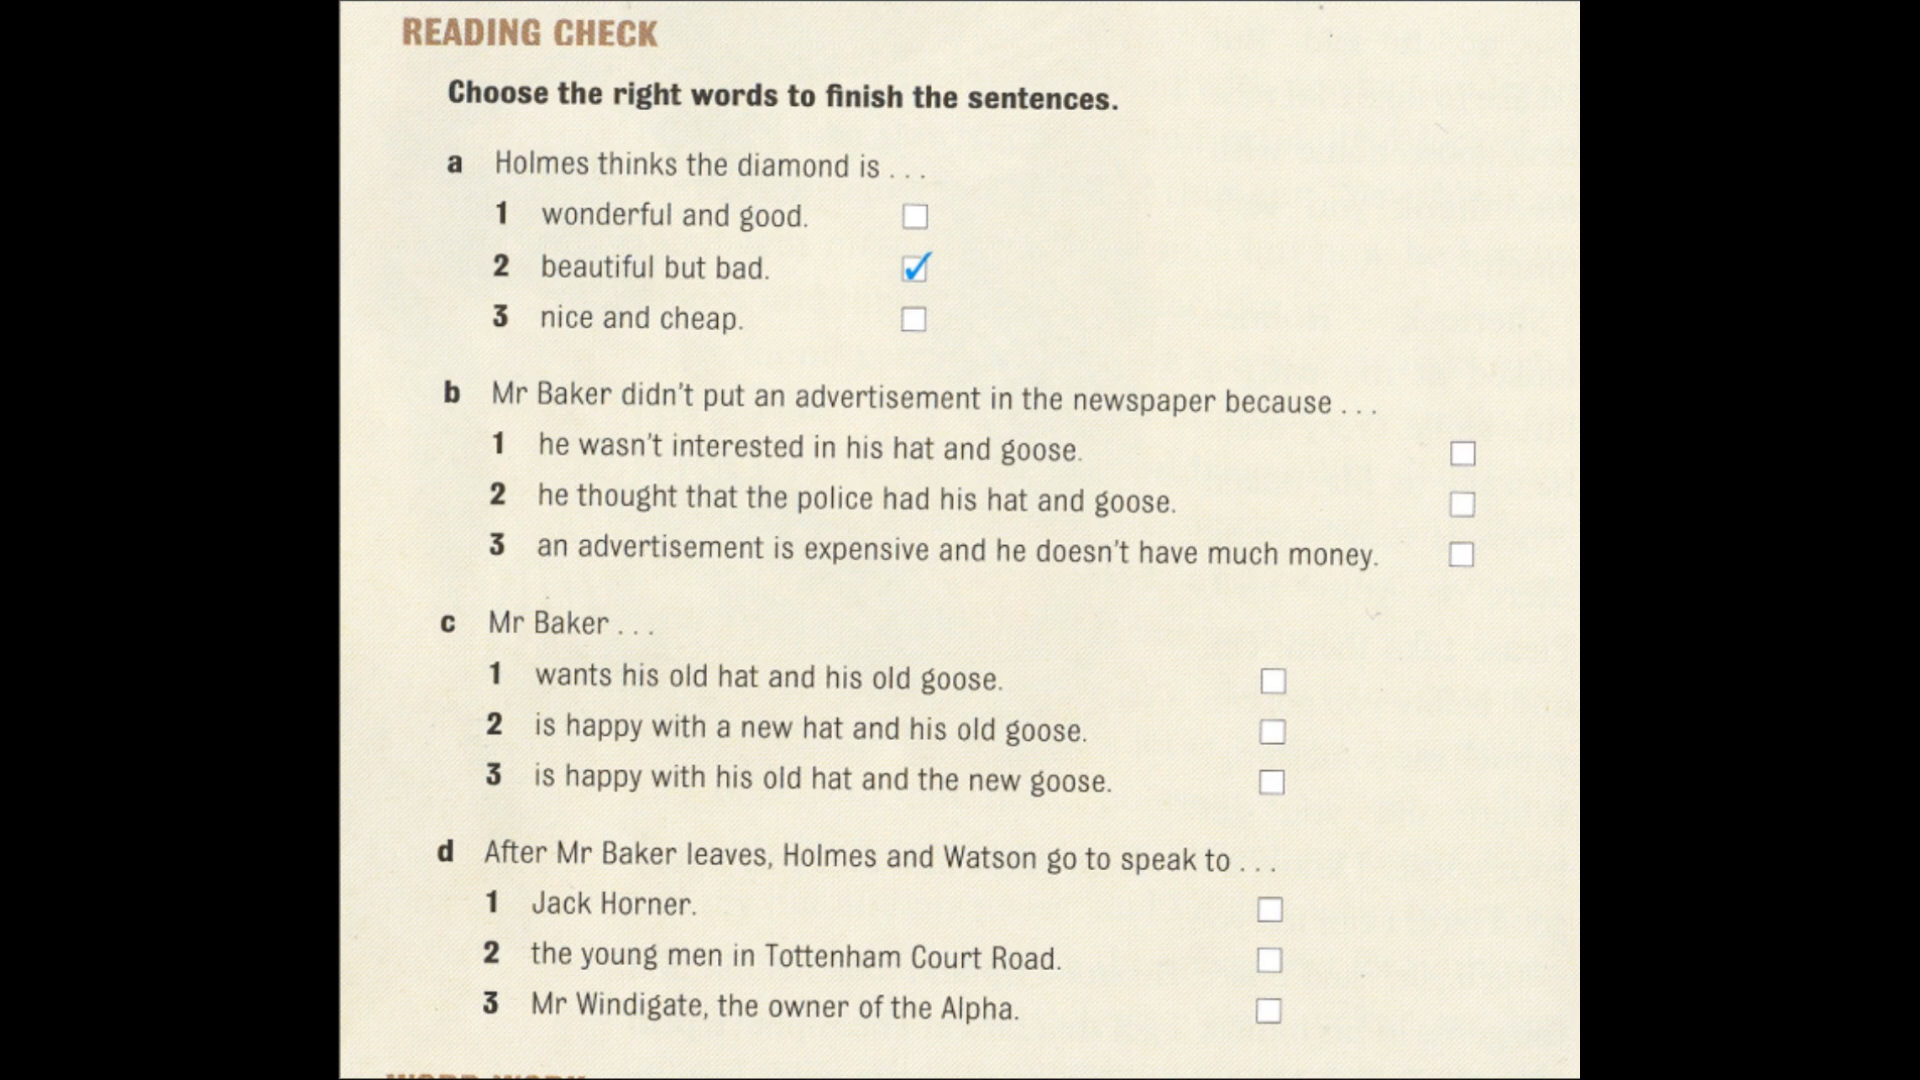 READING CHECK
Choose the right words to finish the sentences.
a Holmes thinks the diamond is . . .
1 wonderful and good.
2 beautiful but bad.
3 nice and cheap.
b Mr Baker didn't put an advertisement in the newspaper because . . .
1 he wasn't interested in his hat and goose.
2 he thought that the police had his hat and goose.
3 an advertisement is expensive and he doesn't have much money.
c Mr Baker . . .
1 wants his old hat and his old goose.
2 is happy with a new hat and his old goose.
3 is happy with his old hat and the new goose.
d After Mr Baker leaves, Holmes and Watson go to speak to . . .
1 Jack Horner.
2 the young men in Tottenham Court Road.
3 Mr Windigate, the owner of the Alpha.